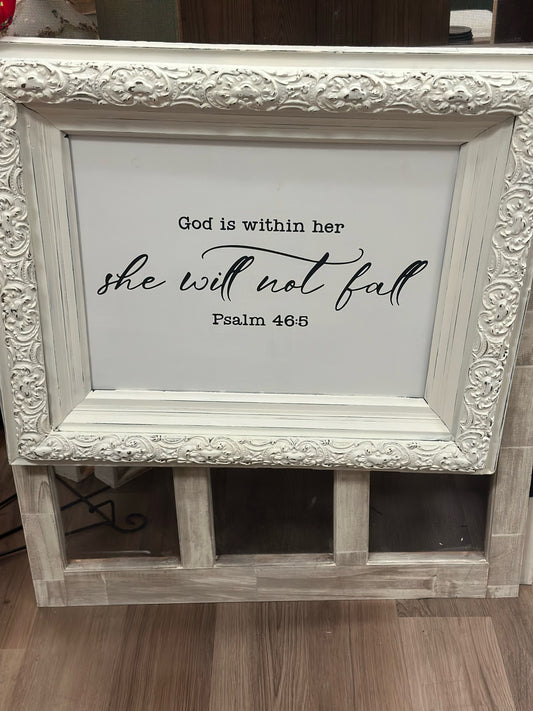 God is within her
she will not fall
Psalm 46:5